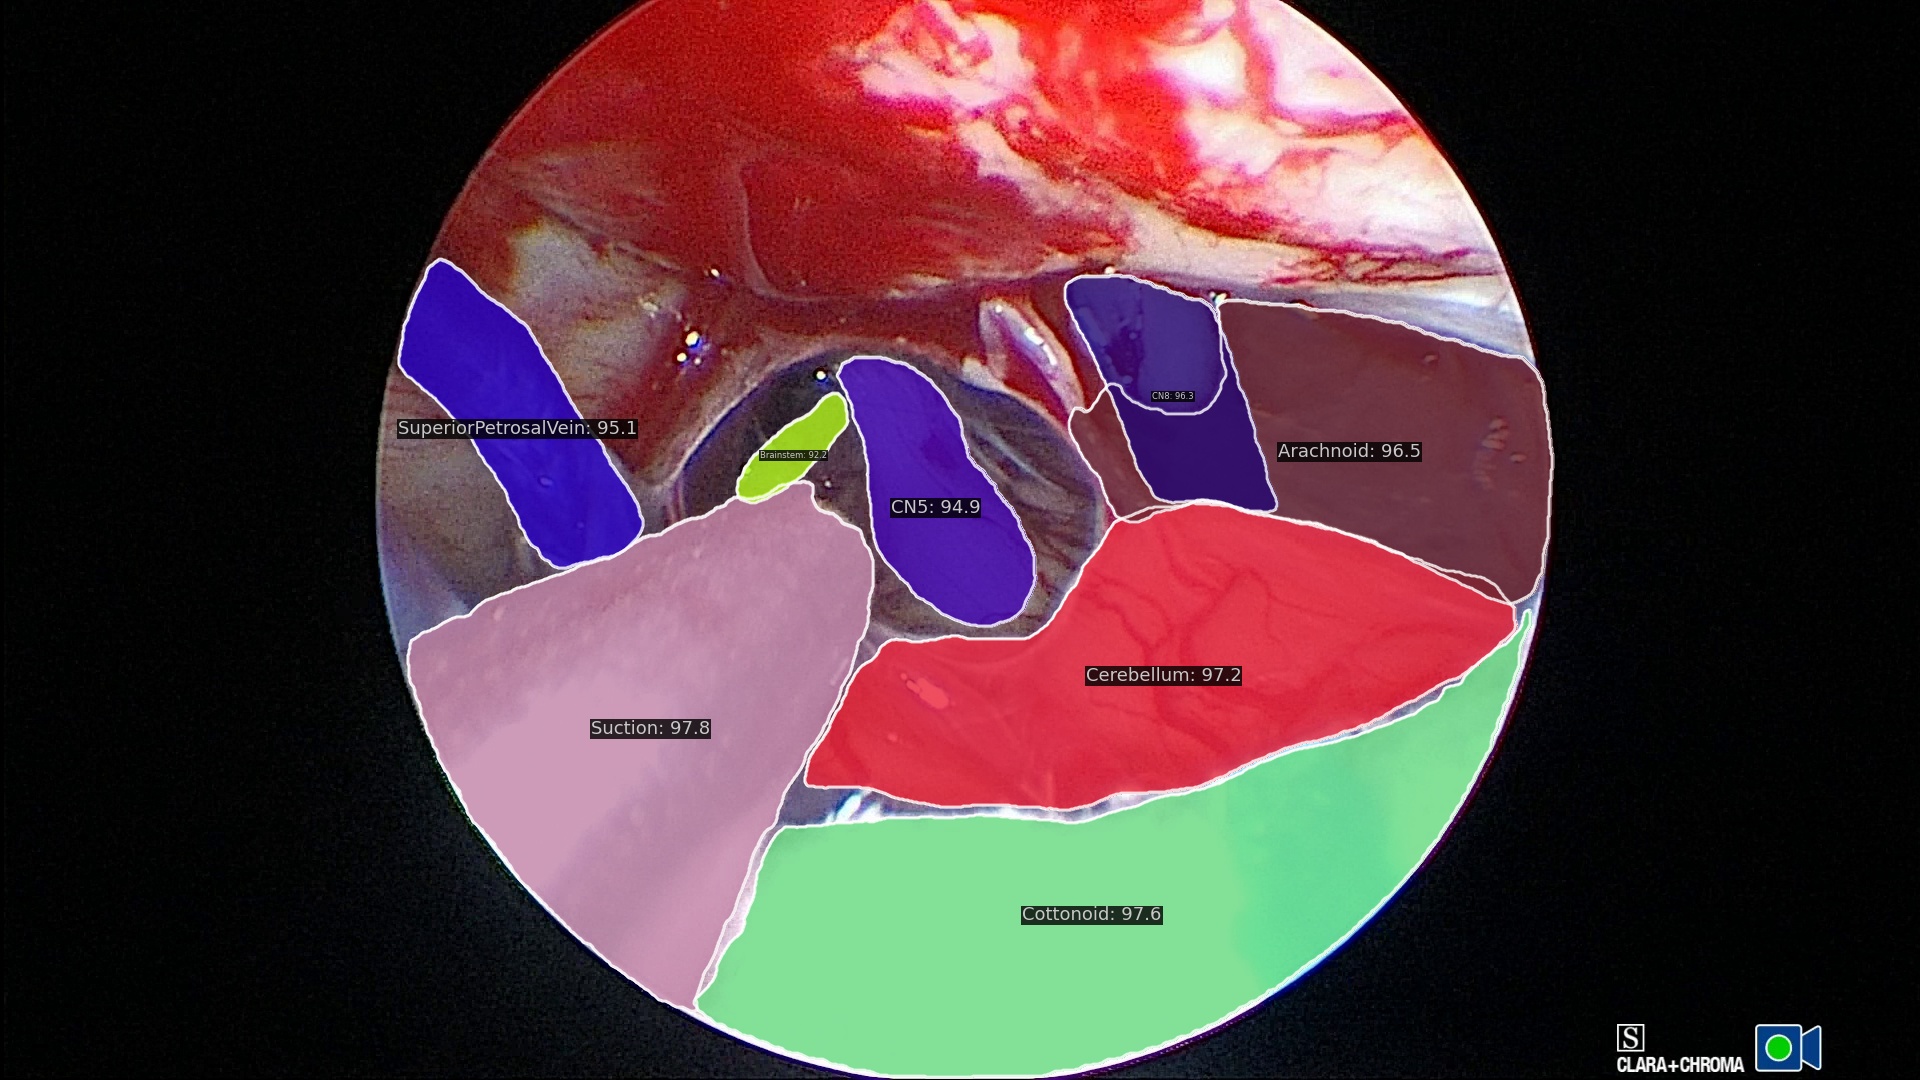 CN8: 96.3
SuperiorPetrosalVein: 95.1
Brainstem: 92.2
Arachnoid: 96.5
CN5: 94.9
Cerebellum: 97.2
Suction: 97.8
Cottonoid: 97.6
S
CLARA+CHROMA